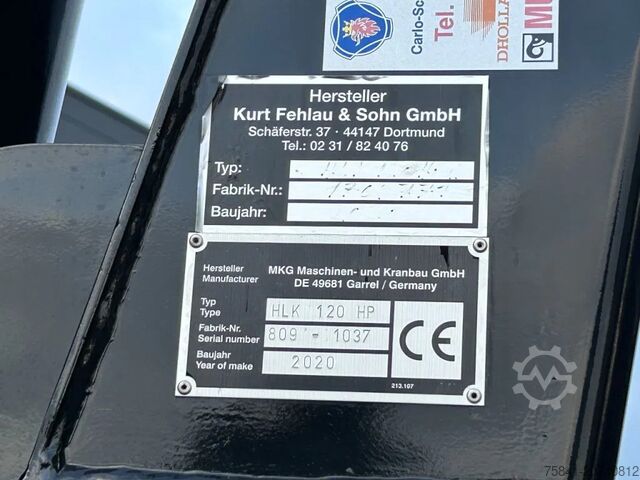 SCANIA
Carlo-Sc
Tel.
DHOLLA
MU
Hersteller
Kurt Fehlau & Sohn GmbH
Schäferstr. 37 · 44147 Dortmund
Tel.: 02 31 / 82 40 76
Typ:
Fabrik-Nr.:
Baujahr:
Hersteller
Manufacturer
MKG Maschinen- und Kranbau GmbH
DE 49681 Garrel / Germany
Typ
Type
HLK 120 HP
Fabrik-Nr.
Serial number
809 - 1037
Baujahr
Year of make
2020
CE
213.107